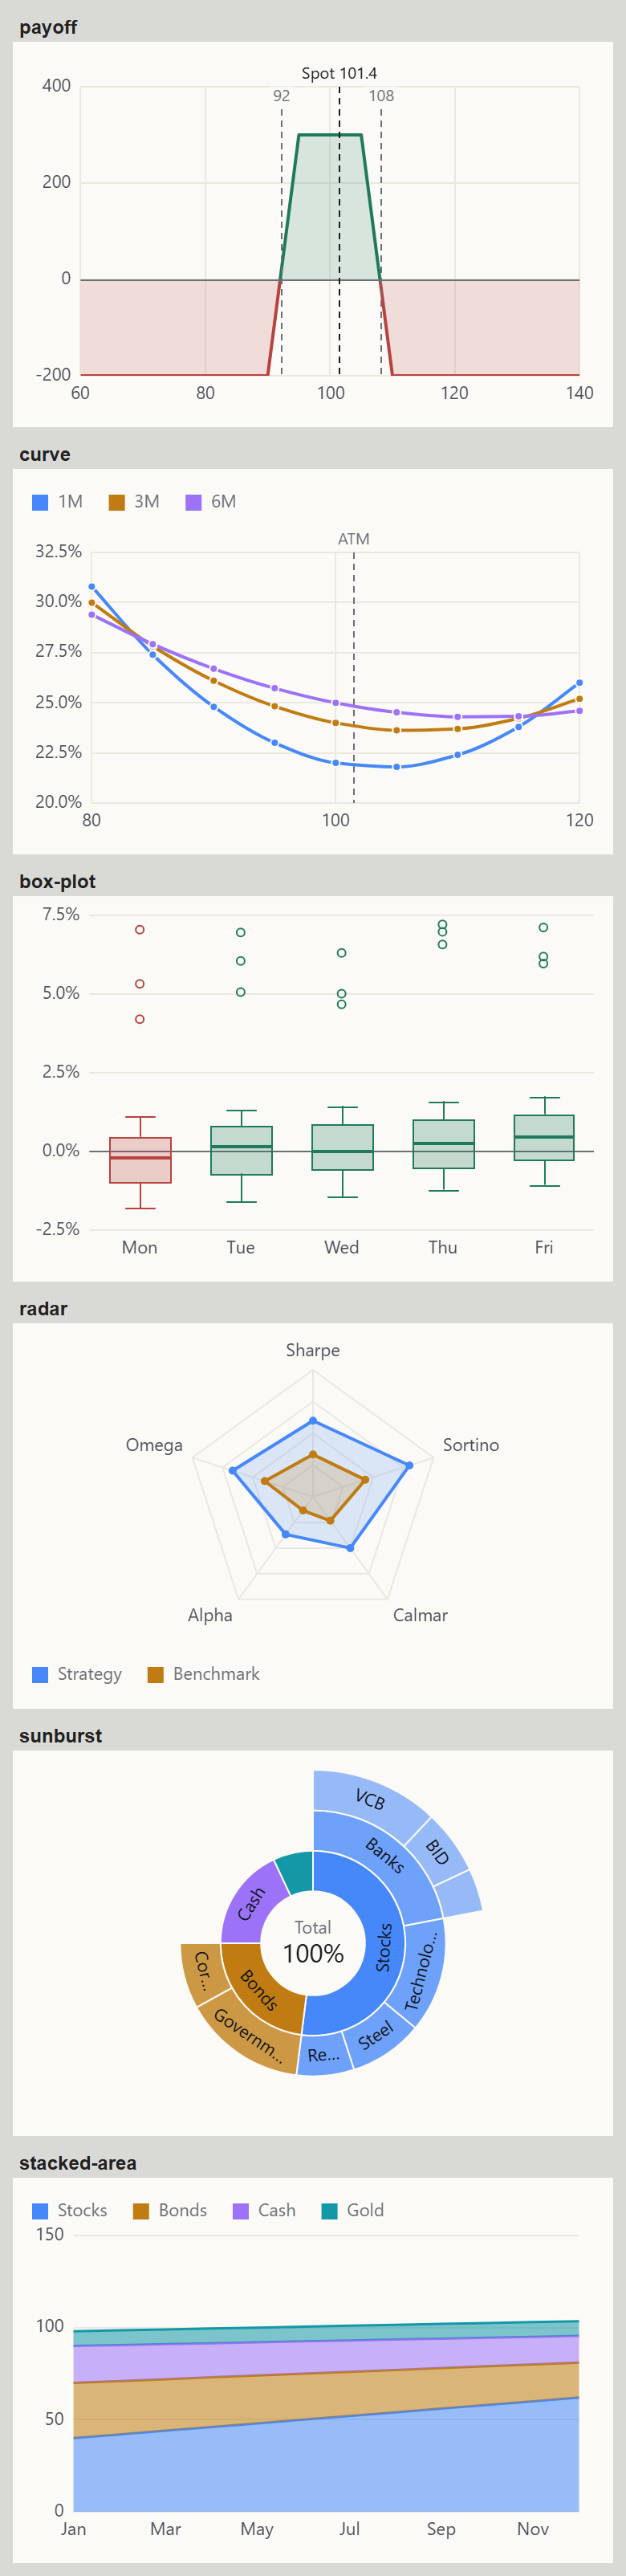 payoff
Spot 101.4
400
92
108
200
0
-200
60
80
100
120
140
curve
1M
3M
6M
ATM
32.5%
30.0%
27.5%
25.0%
22.5%
20.0%
80
100
120
box-plot
7.5%
5.0%
2.5%
0.0%
-2.5%
Mon
Tue
Wed
Thu
Fri
radar
Sharpe
Omega
Sortino
Alpha
Calmar
Strategy
Benchmark
sunburst
VCB
Banks
BID
Cash
Total
100%
Stocks
Technolo...
Cor...
Bonds
Governm...
Re...
Steel
stacked-area
Stocks
Bonds
Cash
Gold
150
100
50
0
Jan
Mar
May
Jul
Sep
Nov